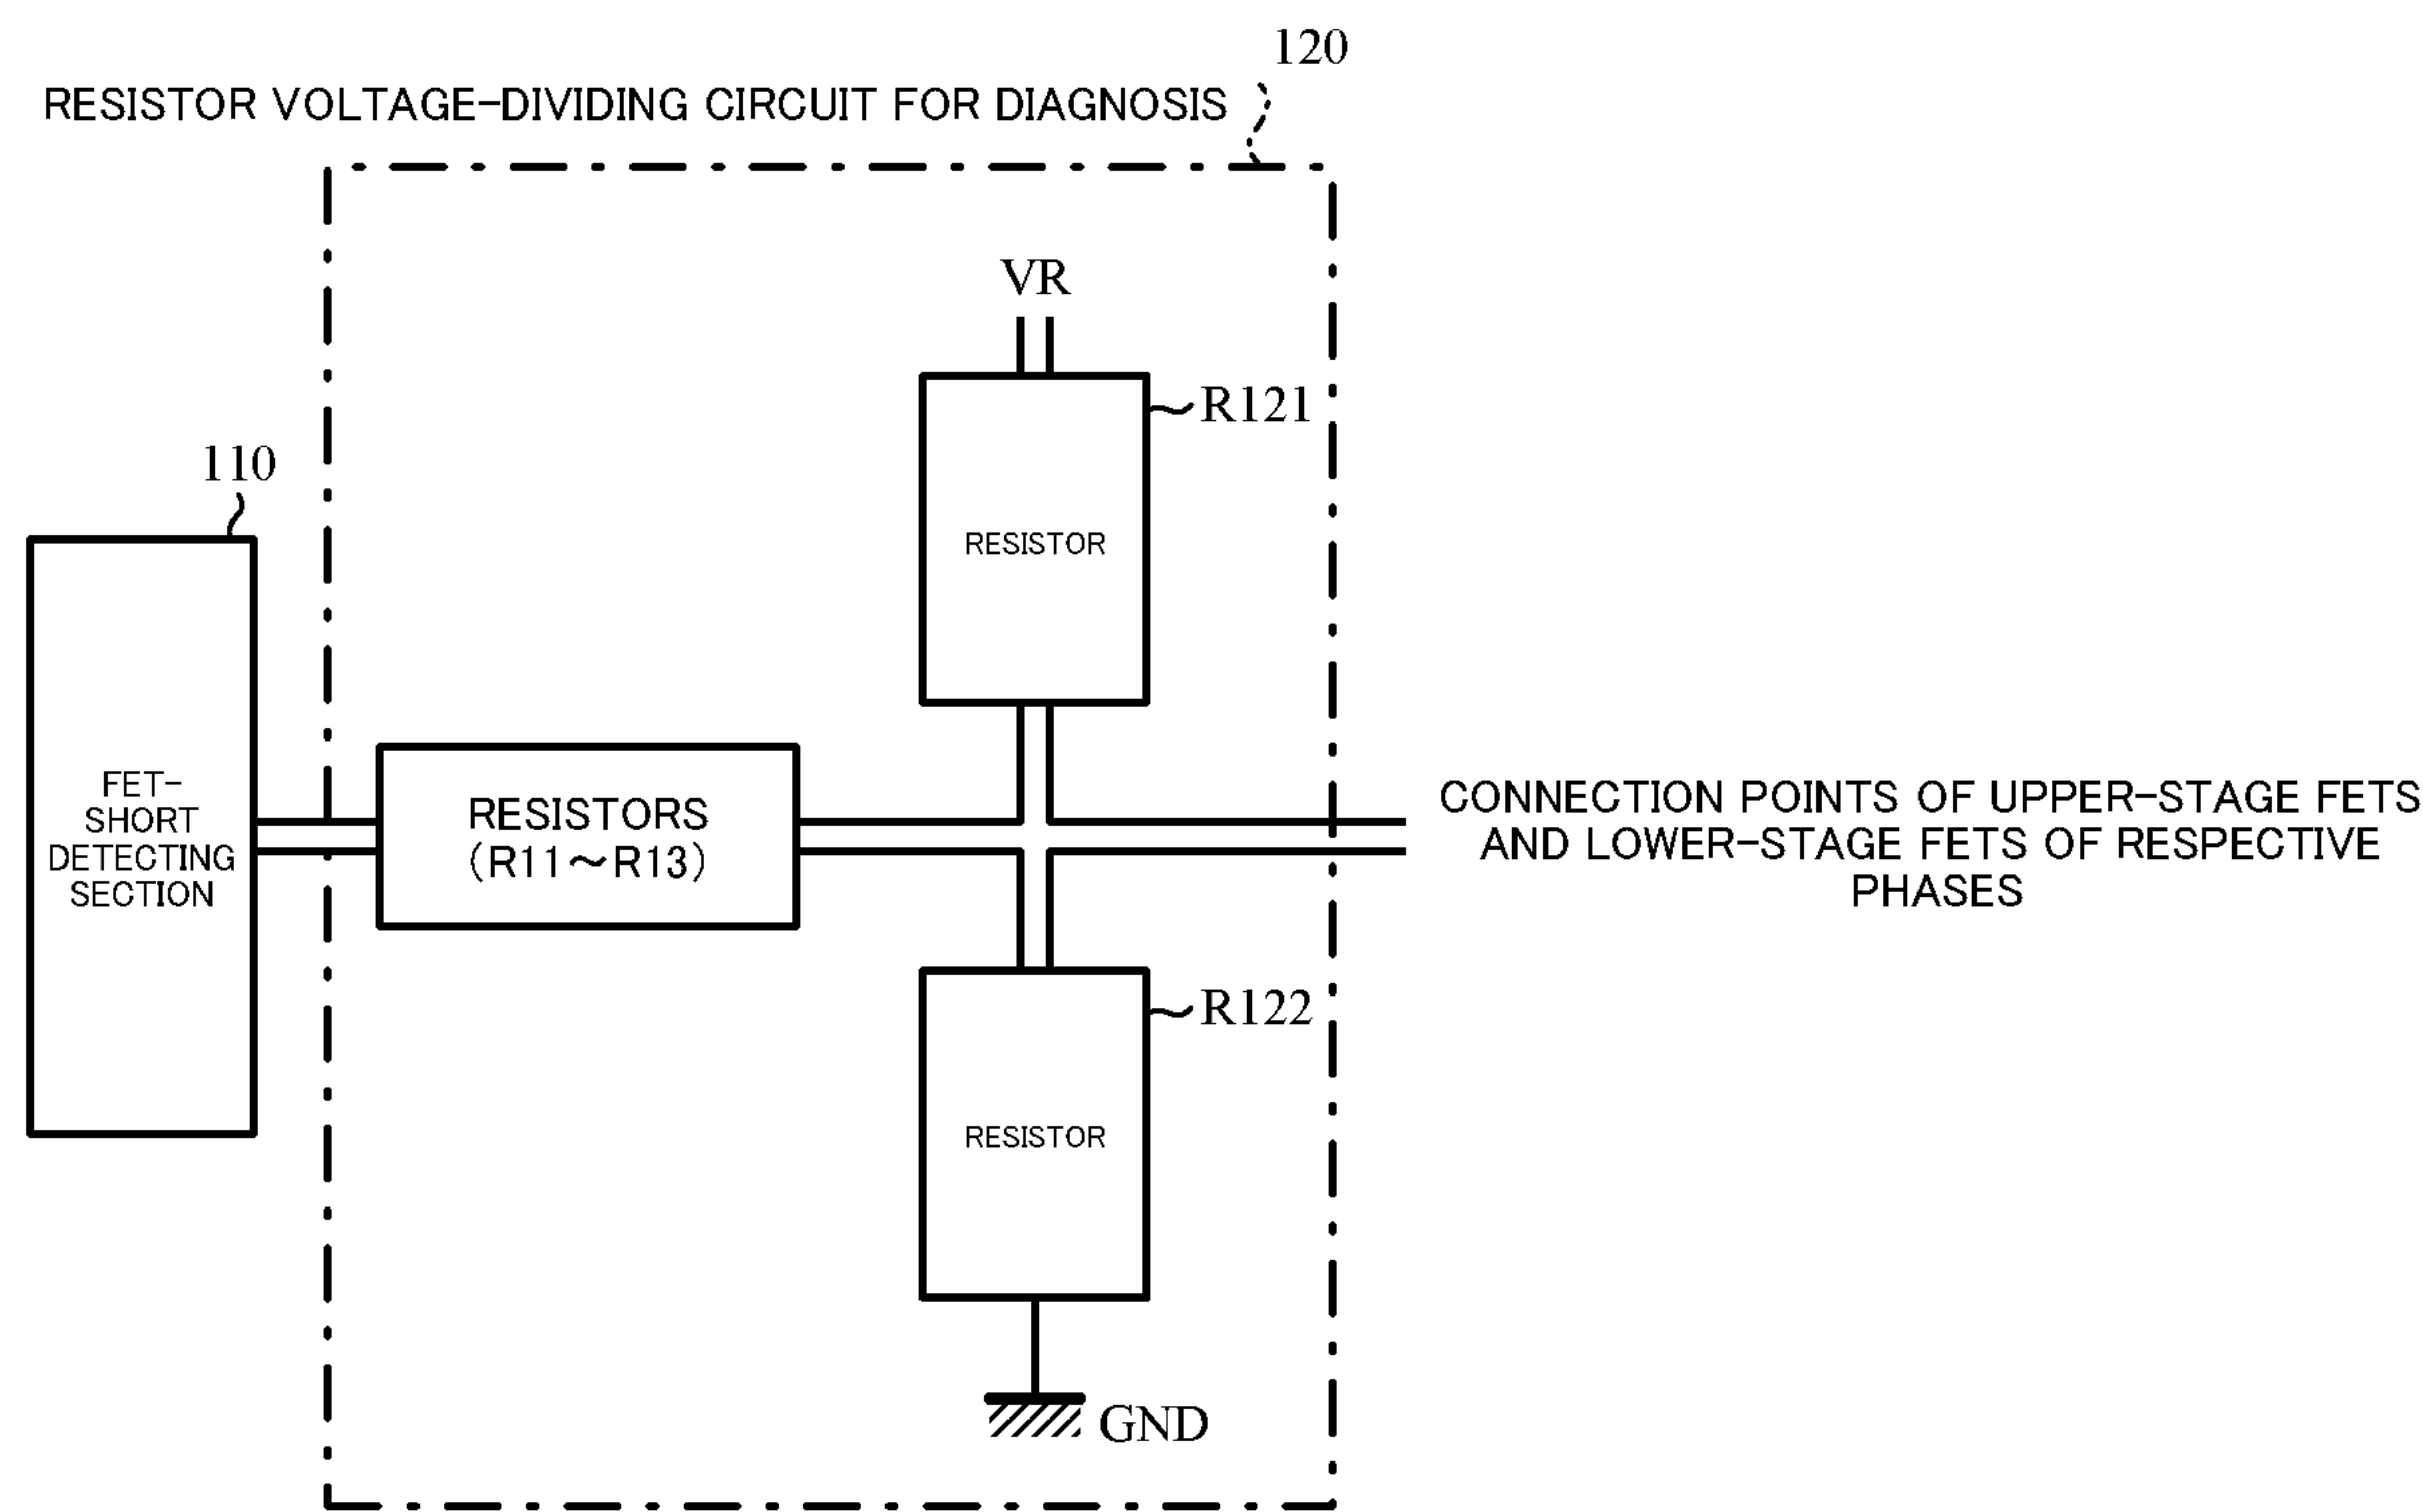 120
RESISTOR VOLTAGE-DIVIDING CIRCUIT FOR DIAGNOSIS
VR
R121
110
RESISTOR
FET-
SHORT
DETECTING
SECTION
RESISTORS
(R11~R13)
CONNECTION POINTS OF UPPER-STAGE FETS
AND LOWER-STAGE FETS OF RESPECTIVE
PHASES
R122
RESISTOR
GND